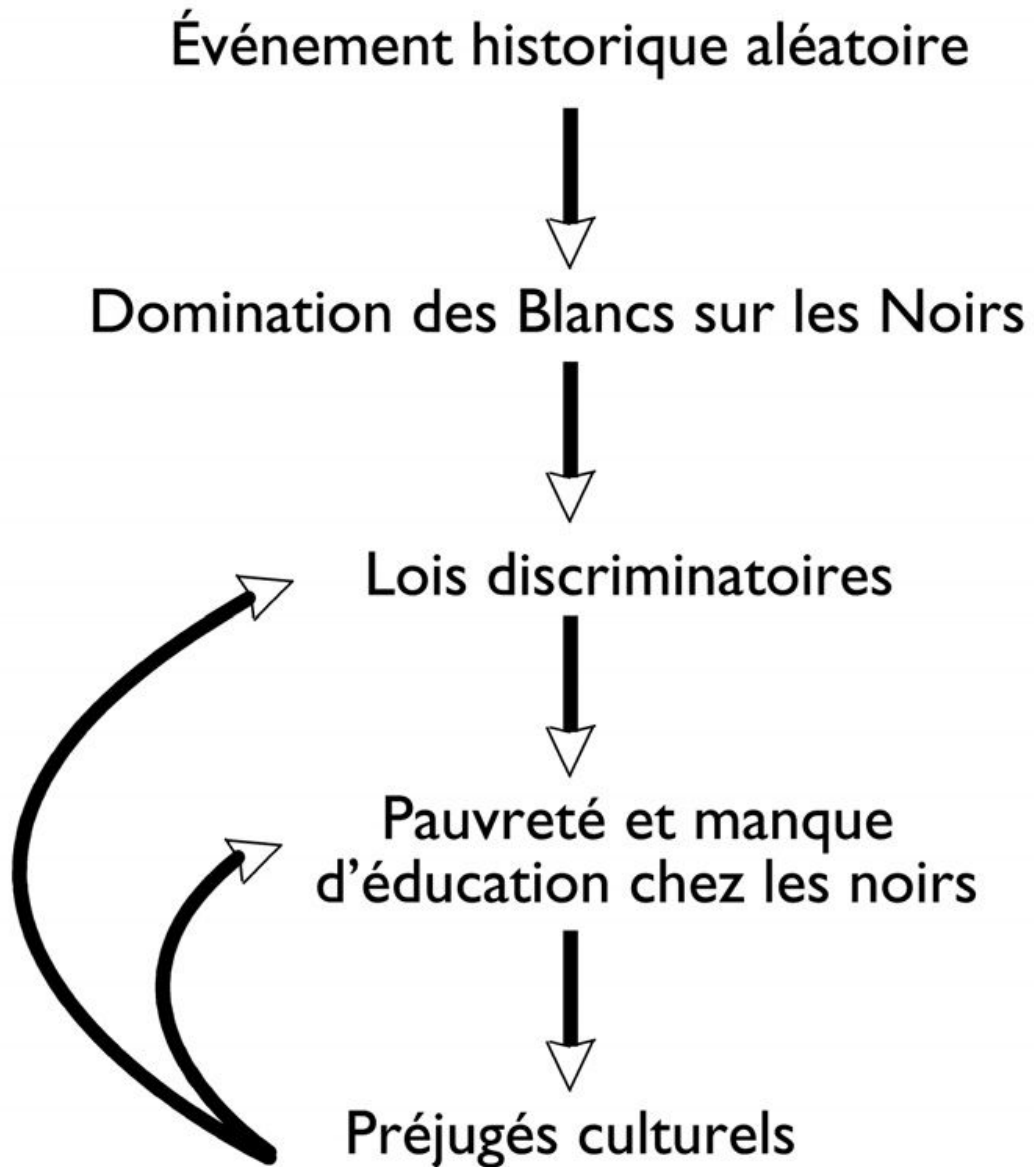 Événement historique aléatoire
Domination des Blancs sur les Noirs
Lois discriminatoires
Pauvreté et manque
d'éducation chez les noirs
Préjugés culturels